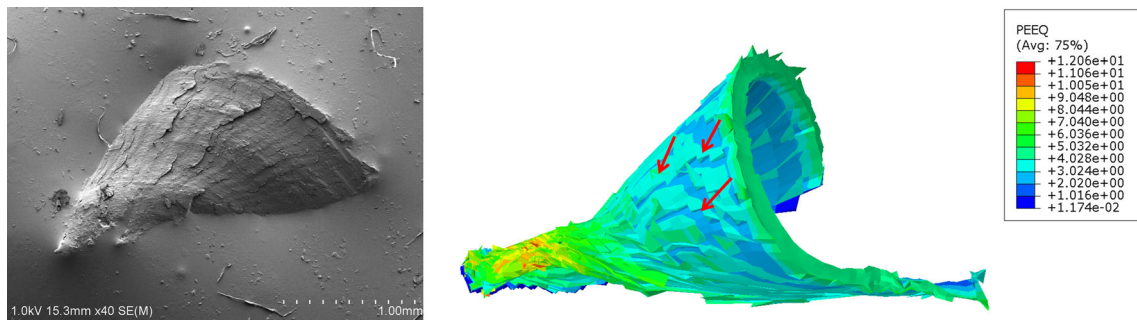 1.0kV 15.3mm x40 SE(M)
1.00mm
PEEQ
(Avg: 75%)
+1.206e+01
+1.106e+01
+1.005e+01
+9.048e+00
+8.044e+00
+7.040e+00
+6.036e+00
+5.032e+00
+4.028e+00
+3.024e+00
+2.020e+00
+1.016e+00
+1.174e-02